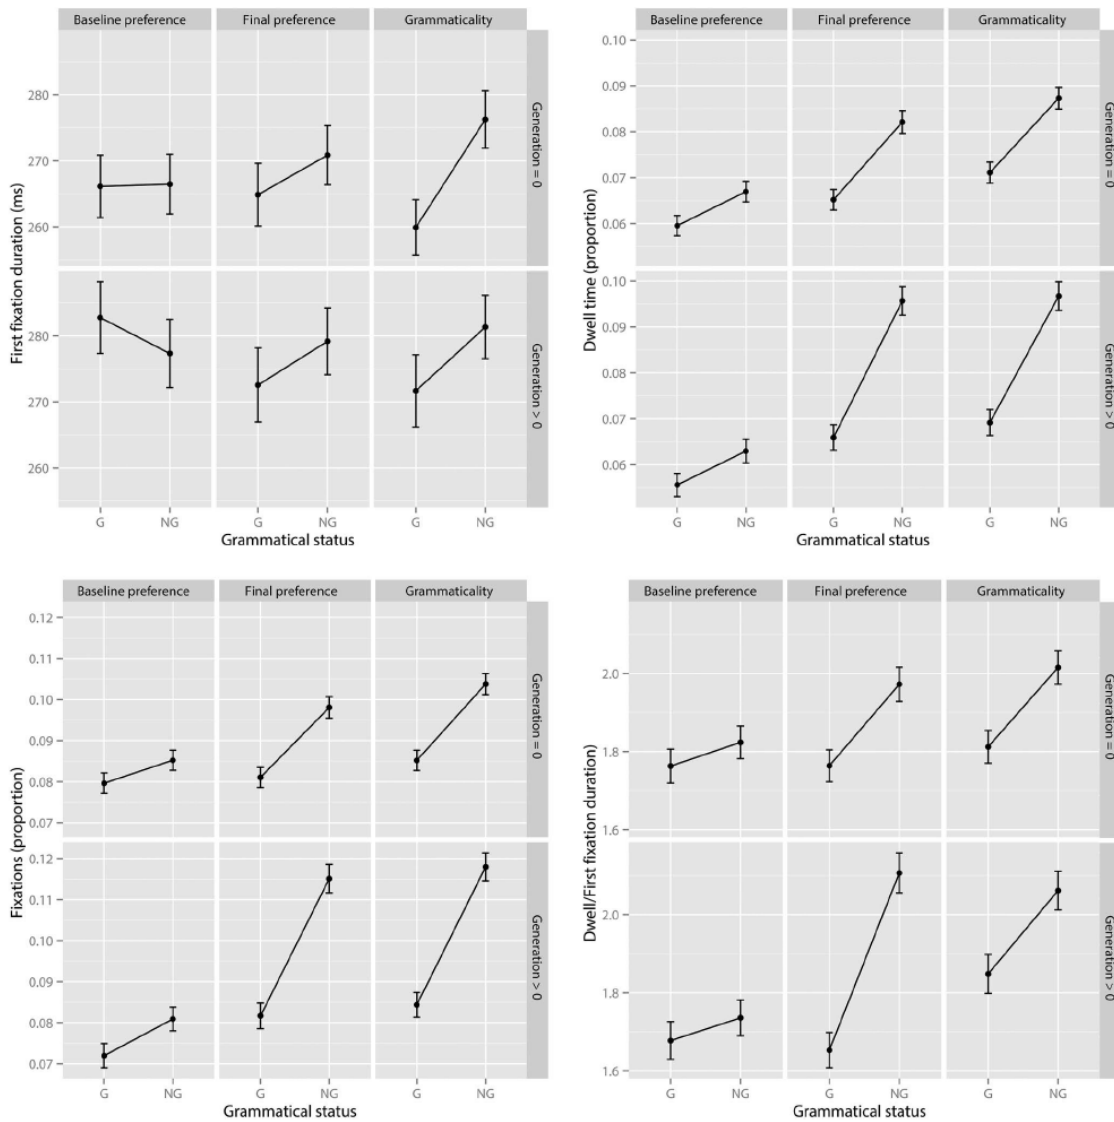 Baseline preference Final preference Grammaticality
First fixation duration (ms)
280
270
260
Generation = 0
280
270
260
Generation > 0
G NG G NG G NG
Grammatical status
Baseline preference Final preference Grammaticality
Dwell time (proportion)
0.10
0.09
0.08
0.07
0.06
Generation = 0
0.10
0.09
0.08
0.07
0.06
Generation > 0
G NG G NG G NG
Grammatical status
Baseline preference Final preference Grammaticality
Fixations (proportion)
0.12
0.11
0.10
0.09
0.08
0.07
Generation = 0
0.12
0.11
0.10
0.09
0.08
0.07
Generation > 0
G NG G NG G NG
Grammatical status
Baseline preference Final preference Grammaticality
Dwell/First fixation duration)
2.0
1.8
1.6
Generation = 0
2.0
1.8
1.6
Generation > 0
G NG G NG G NG
Grammatical status